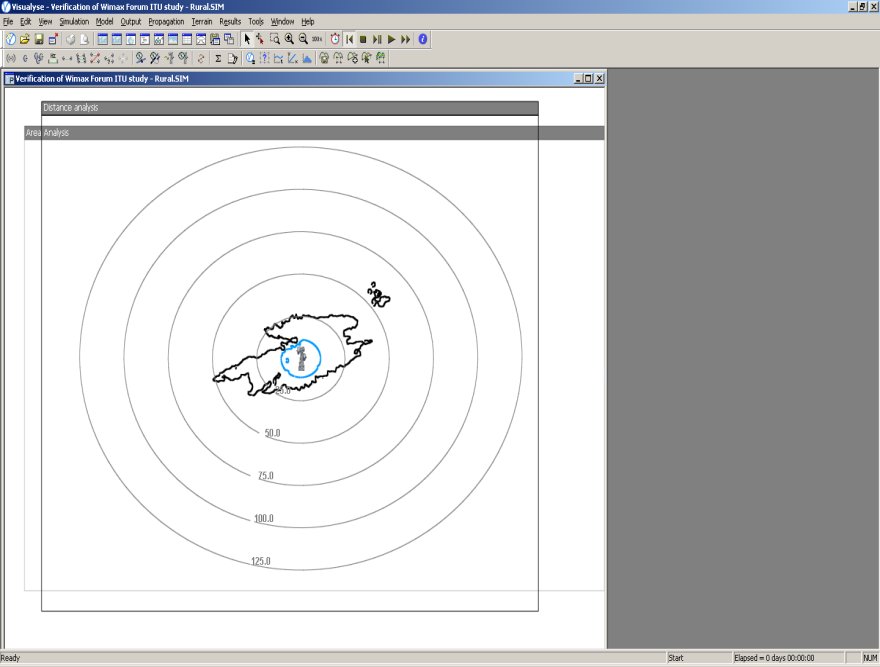 Visualyse - Verification of Wimax Forum ITU study - Rural.SIM
File Edit View Simulation Model Output Propagation Terrain Results Tools Window Help
100%
Verification of Wimax Forum ITU study - Rural.SIM
Distance analysis
Area Analysis
50.0
75.0
100.0
125.0
Ready
Start
Elapsed = 0 days 00:00:00
NUM